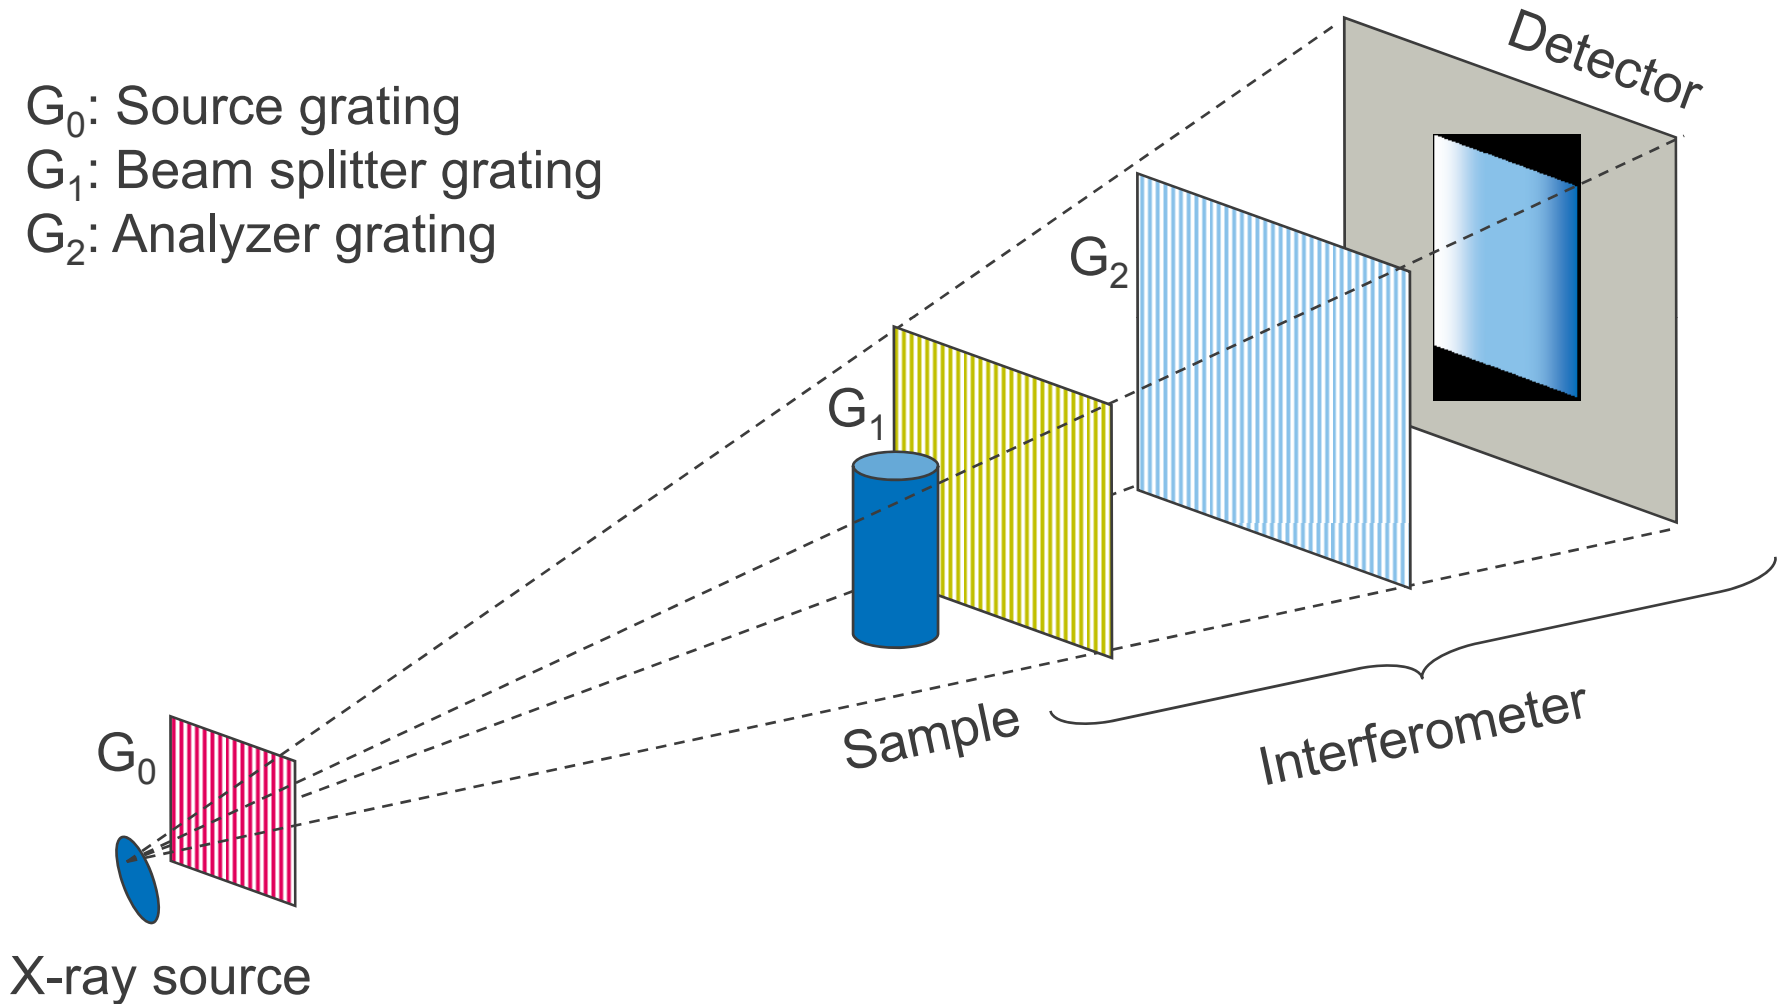 G₀: Source grating
G₁: Beam splitter grating
G₂: Analyzer grating
Detector
G₂
G₁
G₀
Sample
Interferometer
X-ray source